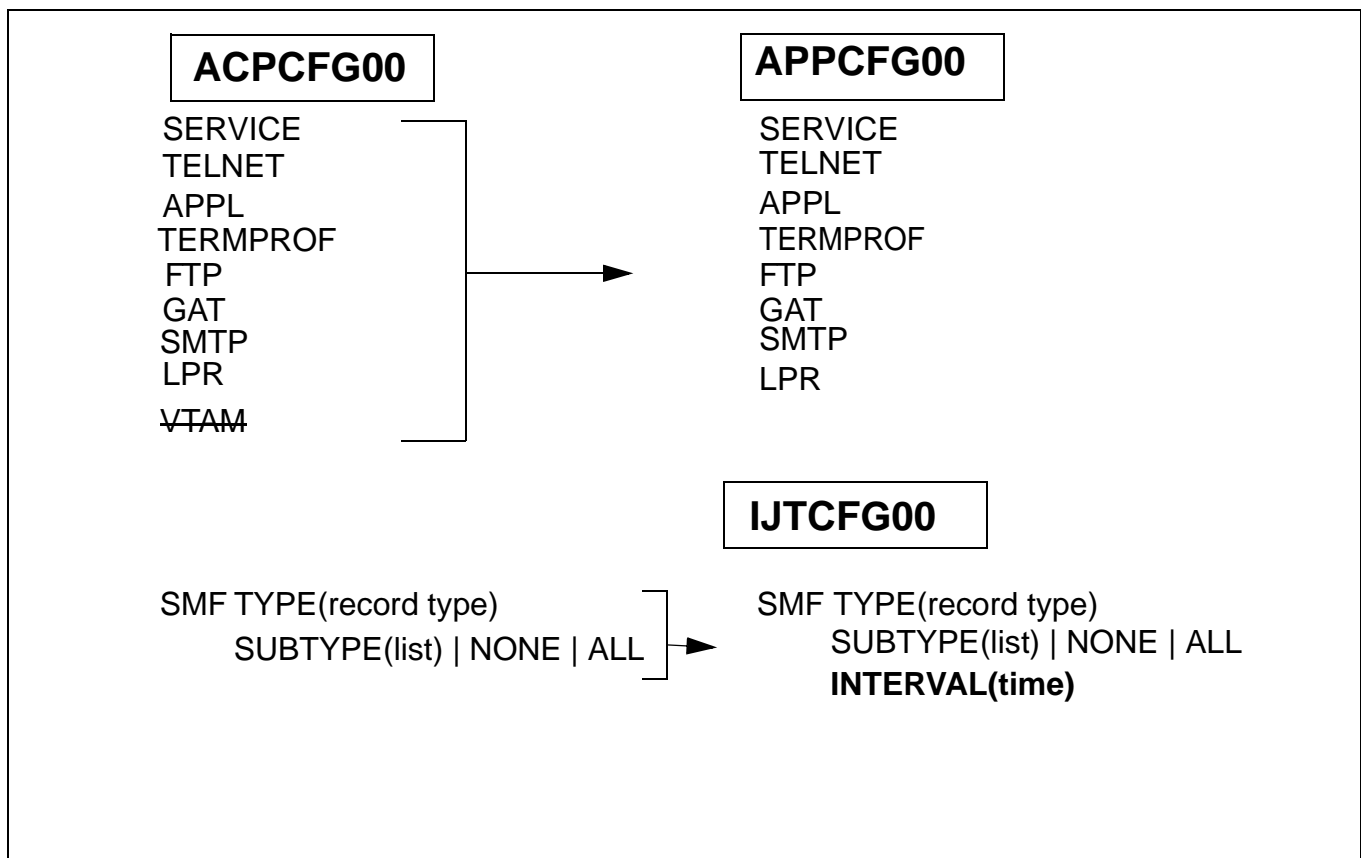 ACPCFG00
SERVICE
TELNET
APPL
TERMPROF
FTP
GAT
SMTP
LPR
VTAM
APPCFG00
SERVICE
TELNET
APPL
TERMPROF
FTP
GAT
SMTP
LPR
IJTCFG00
SMF TYPE(record type)
SUBTYPE(list) | NONE | ALL
SMF TYPE(record type)
SUBTYPE(list) | NONE | ALL
INTERVAL(time)